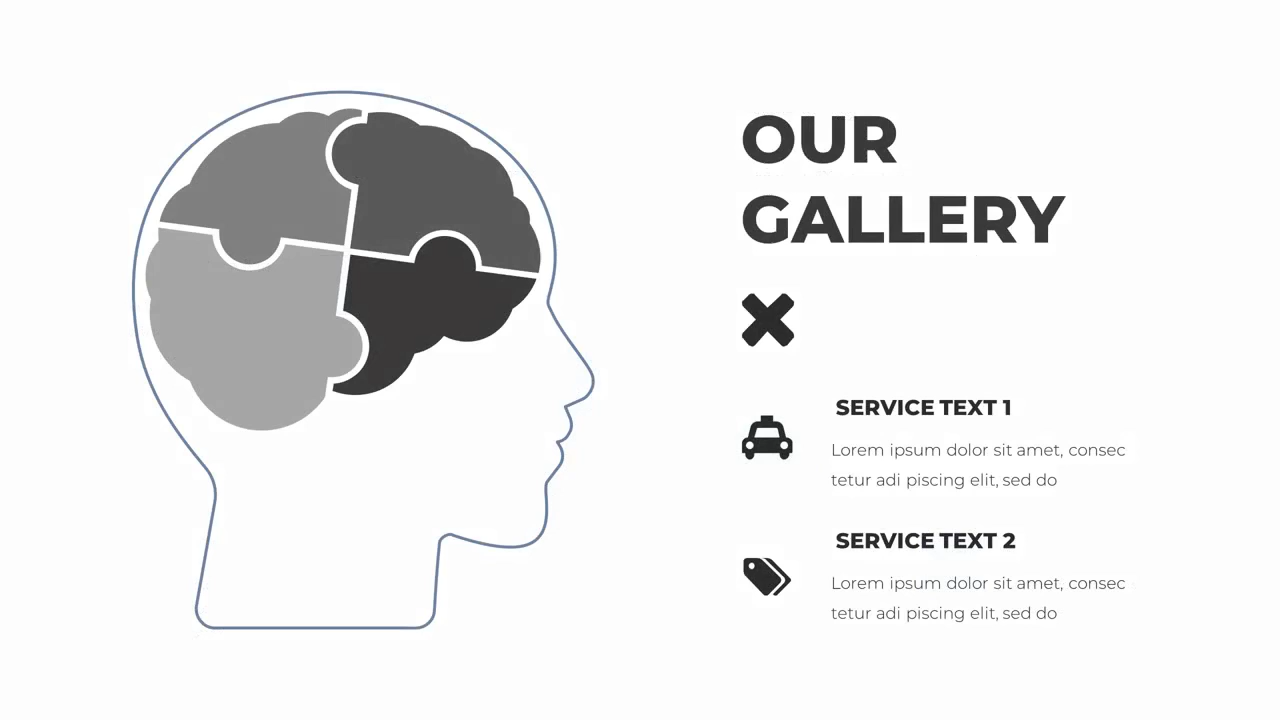 OUR
GALLERY
SERVICE TEXT 1
Lorem ipsum dolor sit amet, consec
tetur adi piscing elit, sed do
SERVICE TEXT 2
Lorem ipsum dolor sit amet, consec
tetur adi piscing elit, sed do